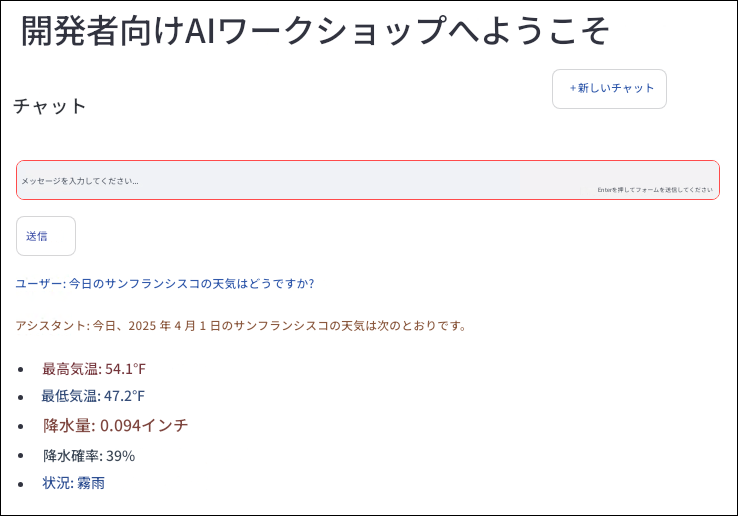 開発者向けAIワークショップへようこそ
+新しいチャット
チャット
メッセージを入力してください...
Enterを押してフォームを送信してください
送信
ユーザー: 今日のサンフランシスコの天気はどうですか?
アシスタント: 今日、2025 年 4 月 1 日のサンフランシスコの天気は次のとおりです。
• 最高気温: 54.1°F
• 最低気温: 47.2°F
• 降水量: 0.094インチ
• 降水確率: 39%
• 状況: 霧雨